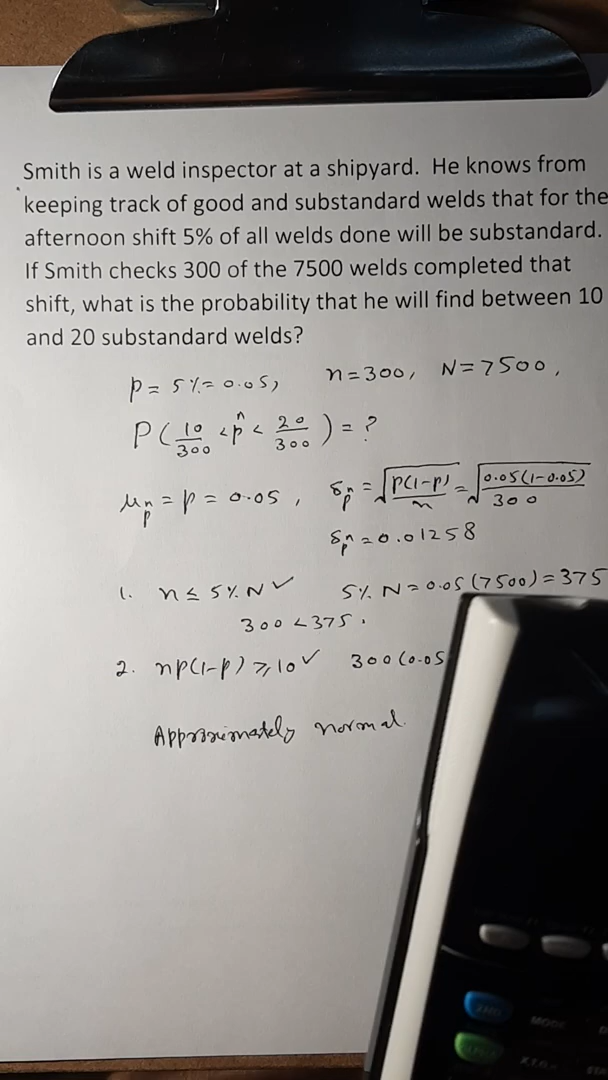 Smith is a weld inspector at a shipyard. He knows from
keeping track of good and substandard welds that for the
afternoon shift 5% of all welds done will be substandard.
If Smith checks 300 of the 7500 welds completed that
shift, what is the probability that he will find between 10
and 20 substandard welds?
p = 5% = 0.05, n = 300, N = 7500,
P(10/300 < p̂ < 20/300) = ?
μp̂ = p = 0.05, δp̂ = √(p(1-p)/n) = √(0.05(1-0.05)/300)
δp̂ = 0.01258
1. n ≤ 5% N ✓ 5% N = 0.05(7500) = 375
300 < 375.
2. np(1-p) ≥ 10 ✓ 300(0.05
Approximately normal.
MODE